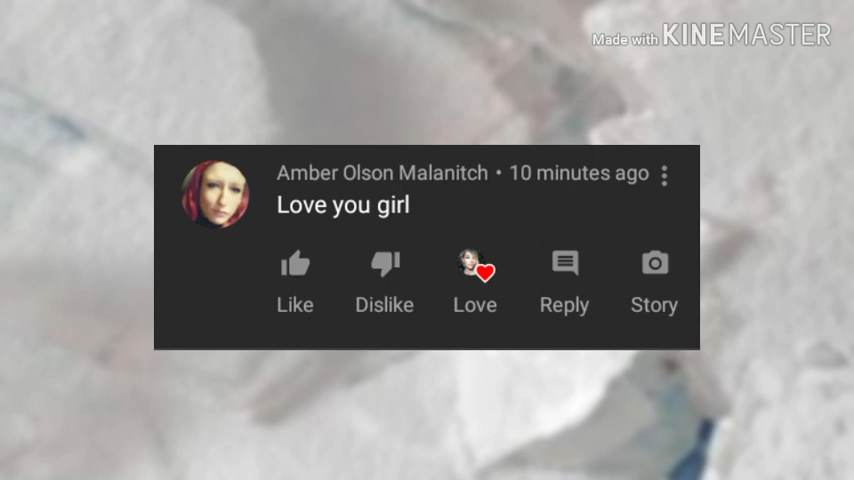 Made with KINEMASTER
Amber Olson Malanitch • 10 minutes ago
Love you girl
Like Dislike Love Reply Story